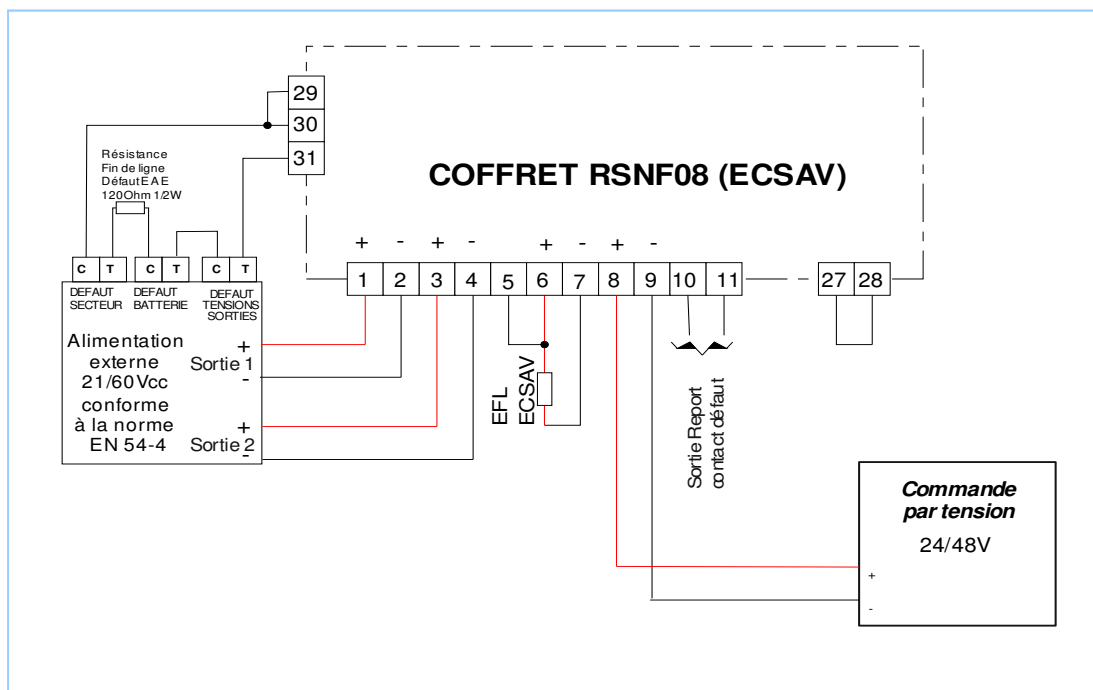 29
30
31
Résistance
Fin de ligne
Défaut EAE
120Ohm 1/2W
COFFRET RSNF08 (ECSAV)
+ - + - + - + -
C T C T C T
1 2 3 4 5 6 7 8 9 10 11 27 28
DEFAUT
SECTEUR
DEFAUT
BATTERIE
DEFAUT
TENSIONS
SORTIES
Alimentation
externe
21/60Vcc
conforme
à la norme
EN 54-4
+
Sortie 1
-
+
Sortie 2
-
EFL
ECSAV
Sortie Report
contact défaut
Commande
par tension
24/48V
+
-